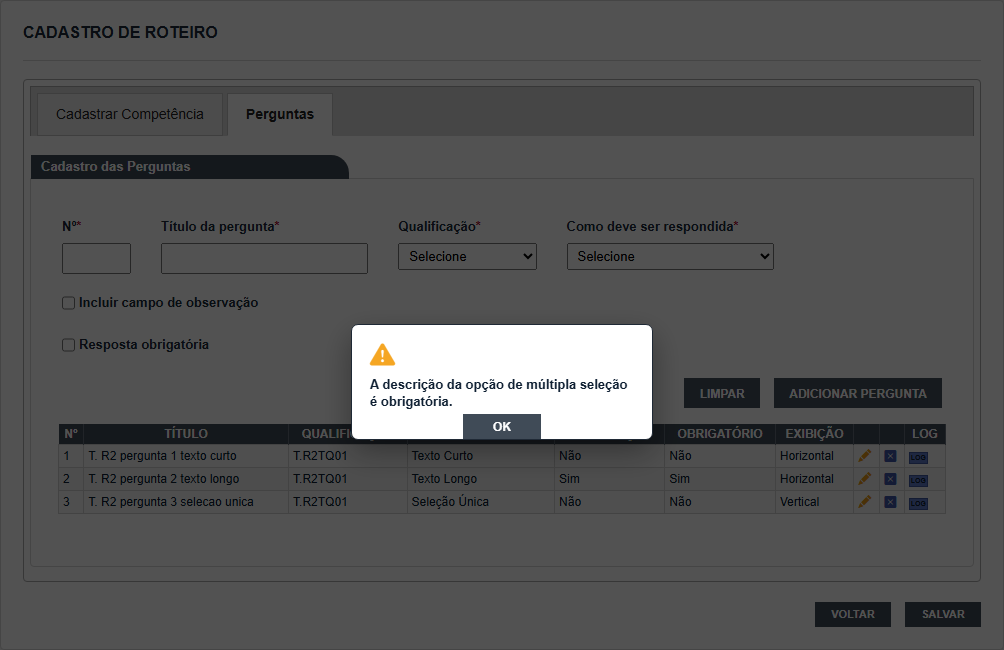 CADASTRO DE ROTEIRO
Cadastrar Competência Perguntas
Cadastro das Perguntas
Nº* Título da pergunta* Qualificação* Como deve ser respondida*
Selecione Selecione
Incluir campo de observação
Resposta obrigatória
A descrição da opção de múltipla seleção
é obrigatória.
OK
LIMPAR ADICIONAR PERGUNTA
Nº TÍTULO OBRIGATÓRIO EXIBIÇÃO LOG
1 T. R2 pergunta 1 texto curto T.R2TQ01 Texto Curto Não Não Horizontal LOG
2 T. R2 pergunta 2 texto longo T.R2TQ01 Texto Longo Sim Sim Horizontal LOG
3 T. R2 pergunta 3 selecao unica T.R2TQ01 Seleção Única Não Não Vertical LOG
VOLTAR SALVAR